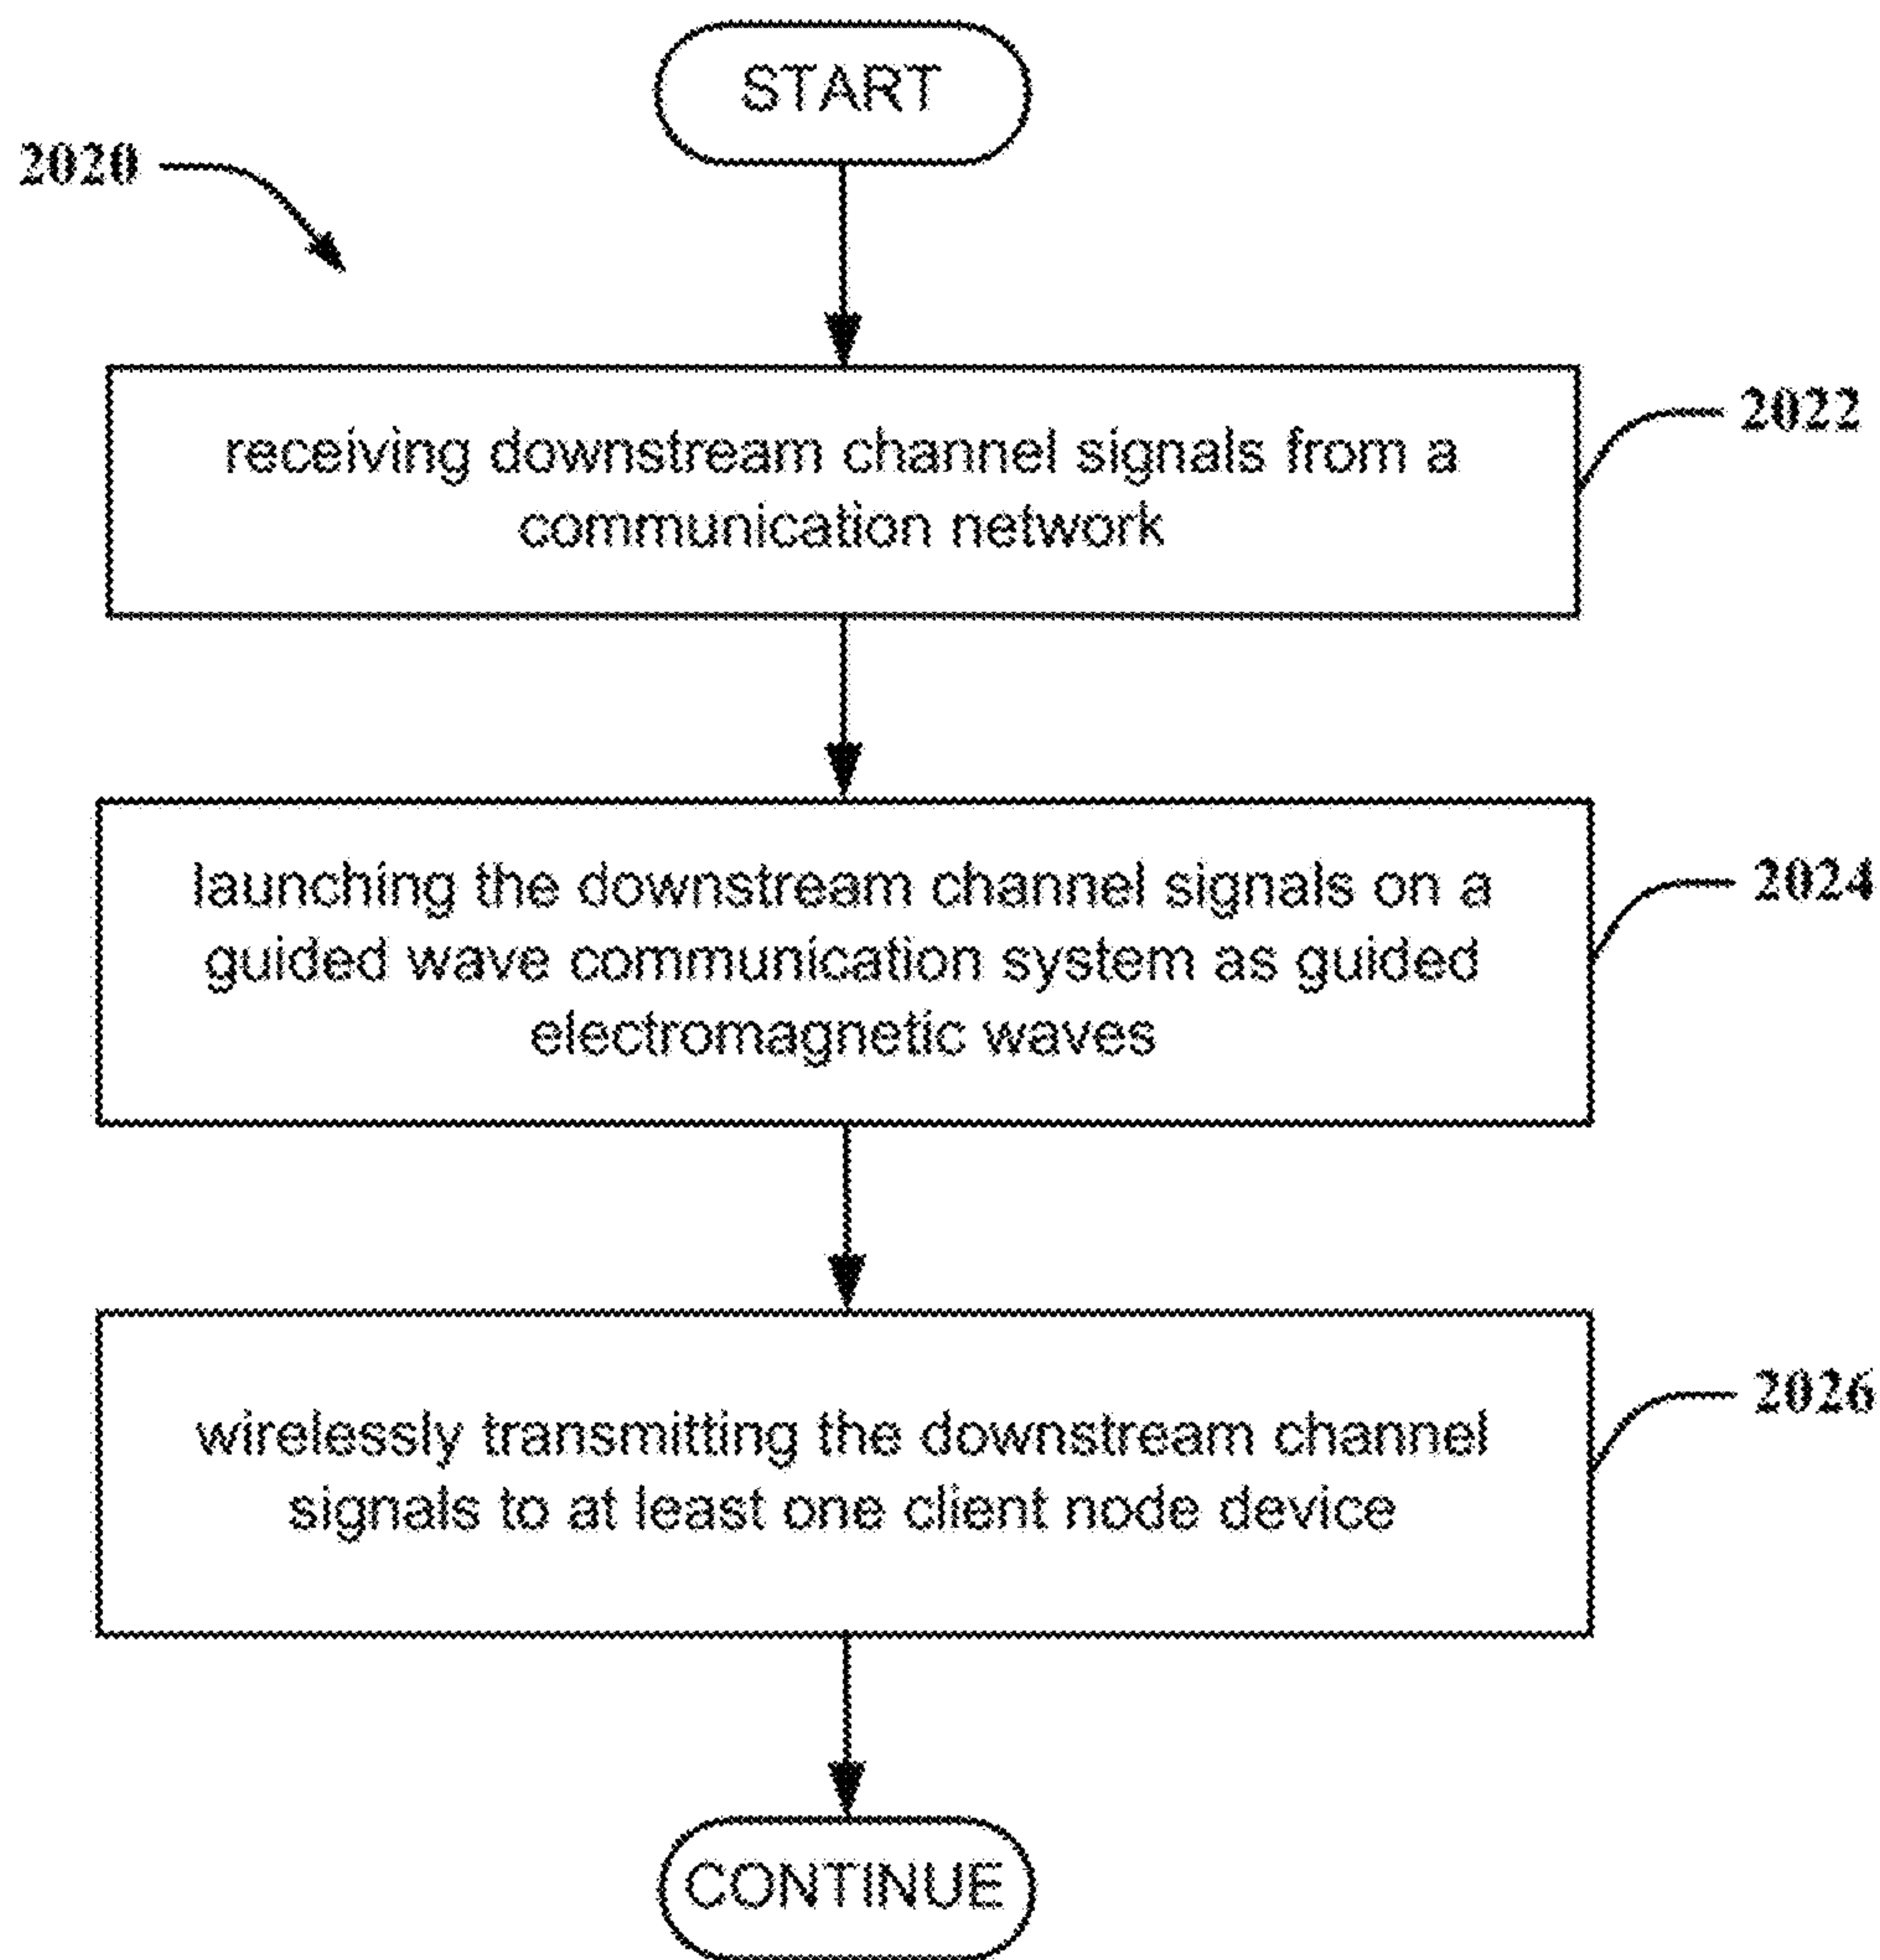 START
2020
receiving downstream channel signals from a
communication network
2022
launching the downstream channel signals on a
guided wave communication system as guided
electromagnetic waves
2024
wirelessly transmitting the downstream channel
signals to at least one client node device
2026
CONTINUE